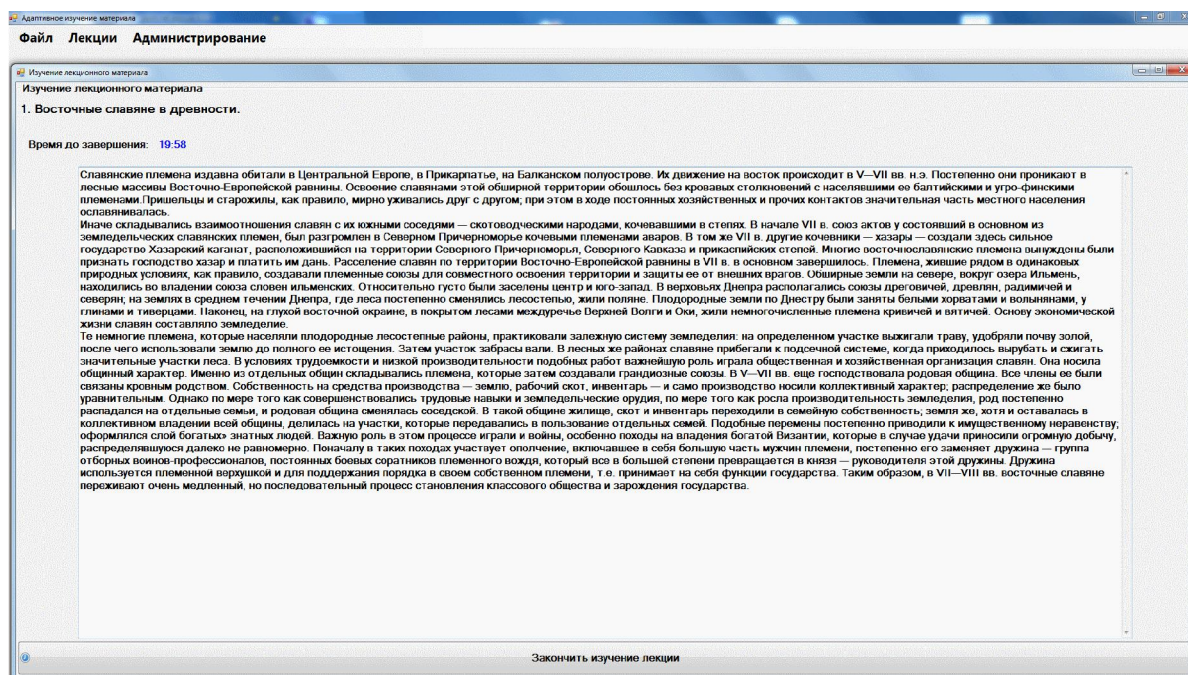 Адаптивное изучение материала
Файл Лекции Администрирование
Изучение лекционного материала
Изучение лекционного материала
1. Восточные славяне в древности.
Время до завершения: 19:58
Славянские племена издавна обитали в Центральной Европе, в Прикарпатье, на Балканском полуострове. Их движение на восток происходит в V—VII вв. н.э. Постепенно они проникают в
лесные массивы Восточно-Европейской равнины. Освоение славянами этой обширной территории обошлось без кровавых столкновений с населявшими ее балтийскими и угро-финскими
племенами.Пришельцы и старожилы, как правило, мирно уживались друг с другом; при этом в ходе постоянных хозяйственных и прочих контактов значительная часть местного населения
ославянивалась.
Иначе складывались взаимоотношения славян с их южными соседями — скотоводческими народами, кочевавшими в степях. В начале VII в. союз актов у состоявший в основном из
земледельческих славянских племен, был разгромлен в Северном Причерноморье кочевыми племенами аваров. В том же VII в. другие кочевники — хазары — создали здесь сильное
государство Хазарский каганат, расположившийся на территории Северного Причерноморья, Северного Кавказа и прикаспийских степей. Многие восточнославянские племена вынуждены были
признать господство хазар и платить им дань. Расселение славян по территории Восточно-Европейской равнины в VII в. в основном завершилось. Племена, жившие рядом в одинаковых
природных условиях, как правило, создавали племенные союзы для совместного освоения территории и защиты ее от внешних врагов. Обширные земли на севере, вокруг озера Ильмень,
находились во владении союза словен ильменских. Относительно густо были заселены центр и юго-запад. В верховьях Днепра располагались союзы дреговичей, древлян, радимичей и
северян; на землях в среднем течении Днепра, где леса постепенно сменялись лесостепью, жили поляне. Плодородные земли по Днестру были заняты белыми хорватами и волынянами, у
глинами и тиверцами. Наконец, на глухой восточной окраине, в покрытом лесами междуречье Верхней Волги и Оки, жили немногочисленные племена кривичей и вятичей. Основу экономической
жизни славян составляло земледелие.
Те немногие племена, которые населяли плодородные лесостепные районы, практиковали залежную систему земледелия: на определенном участке выжигали траву, удобряли почву золой,
после чего использовали землю до полного ее истощения. Затем участок забрасы вали. В лесных же районах славяне прибегали к подсечной системе, когда приходилось вырубать и сжигать
значительные участки леса. В условиях трудоемкости и низкой производительности подобных работ важнейшую роль играла общественная и хозяйственная организация славян. Она носила
общинный характер. Именно из отдельных общин складывались племена, которые затем создавали грандиозные союзы. В V—VII вв. еще господствовала родовая община. Все члены ее были
связаны кровным родством. Собственность на средства производства — землю, рабочий скот, инвентарь — и само производство носили коллективный характер; распределение же было
уравнительным. Однако по мере того как совершенствовались трудовые навыки и земледельческие орудия, по мере того как росла производительность земледелия, род постепенно
распадался на отдельные семьи, и родовая община сменялась соседской. В такой общине жилище, скот и инвентарь переходили в семейную собственность; земля же, хотя и оставалась в
коллективном владении всей общины, делилась на участки, которые передавались в пользование отдельных семей. Подобные перемены постепенно приводили к имущественному неравенству;
оформлялся слой богатых» знатных людей. Важную роль в этом процессе играли и войны, особенно походы на владения богатой Византии, которые в случае удачи приносили огромную добычу,
распределявшуюся далеко не равномерно. Поначалу в таких походах участвует ополчение, включавшее в себя большую часть мужчин племени, постепенно его заменяет дружина — группа
отборных воинов-профессионалов, постоянных боевых соратников племенного вождя, который все в большей степени превращается в князя — руководителя этой дружины. Дружина
используется племенной верхушкой и для поддержания порядка в своем собственном племени, т.е. принимает на себя функции государства. Таким образом, в VII—VIII вв. восточные славяне
переживают очень медленный, но последовательный процесс становления классового общества и зарождения государства.
Закончить изучение лекции